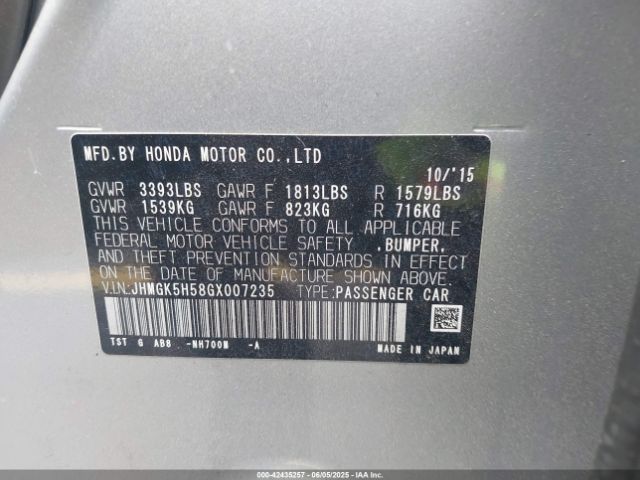 MFD.BY HONDA MOTOR CO.,LTD
10/'15
GVWR 3393LBS GAWR F 1813LBS R 1579LBS
GVWR 1539KG GAWR F 823KG R 716KG
THIS VEHICLE CONFORMS TO ALL APPLICABLE
FEDERAL MOTOR VEHICLE SAFETY ,BUMPER,
AND THEFT PREVENTION STANDARDS IN EFFECT
ON THE DATE OF MANUFACTURE SHOWN ABOVE.
V.I.N:JHMGK5H58GX007235 TYPE:PASSENGER CAR
TST G AB8 -NH700M -A
MADE IN JAPAN
000-42435257 - 06/05/2025 - IAAI.COM